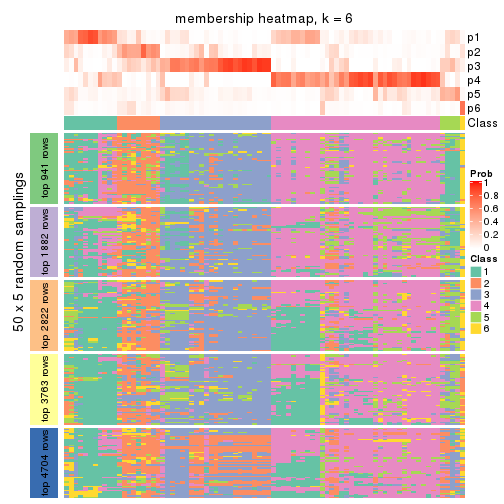 membership heatmap, k = 6
p1
p2
p3
p4
p5
p6
Class
50 x 5 random samplings
top 941 rows
top 1882 rows
top 2822 rows
top 3763 rows
top 4704 rows
Prob
0.8
0.6
0.4
0.2
0
Class
1
2
3
4
5
6